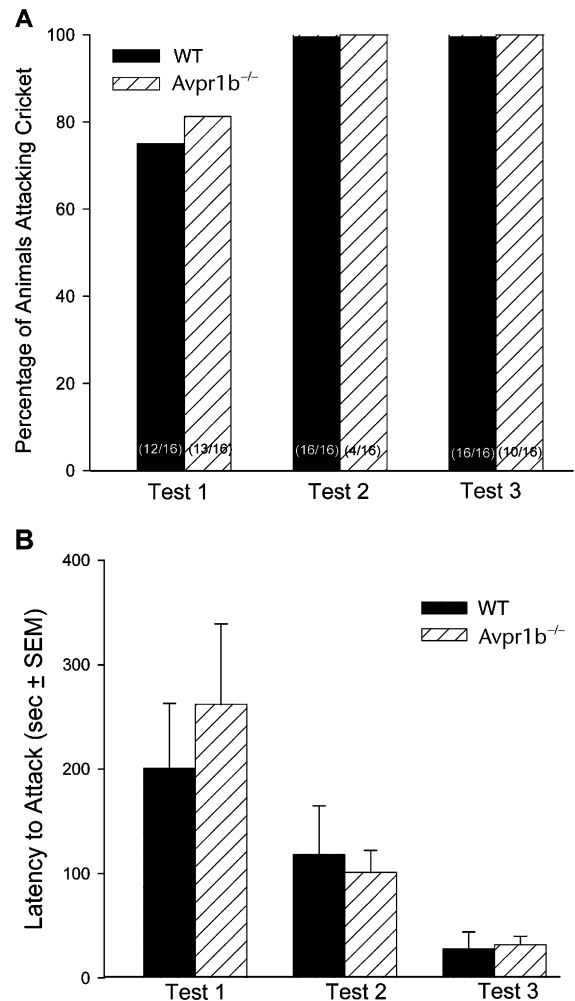 A
Percentage of Animals Attacking Cricket
100
80
60
40
20
0
WT
Avpr1b−/−
(12/16) (13/16) (16/16) (4/16) (16/16) (10/16)
Test 1 Test 2 Test 3
B
Latency to Attack (sec ± SEM)
400
300
200
100
0
WT
Avpr1b−/−
Test 1 Test 2 Test 3